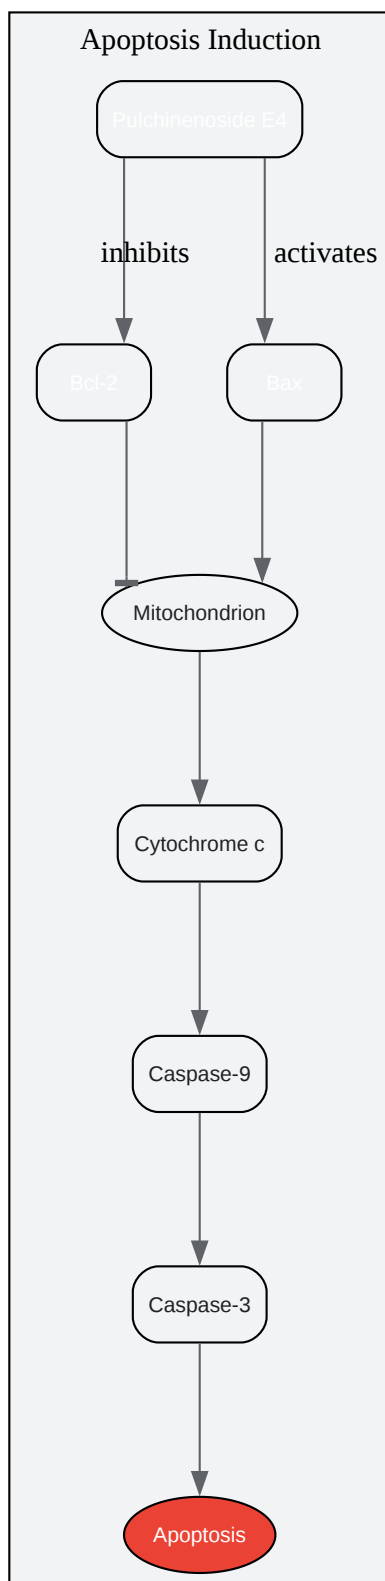 Apoptosis Induction
Pulchinenoside E4
inhibits
activates
Bcl-2
Bax
Mitochondrion
Cytochrome c
Caspase-9
Caspase-3
Apoptosis